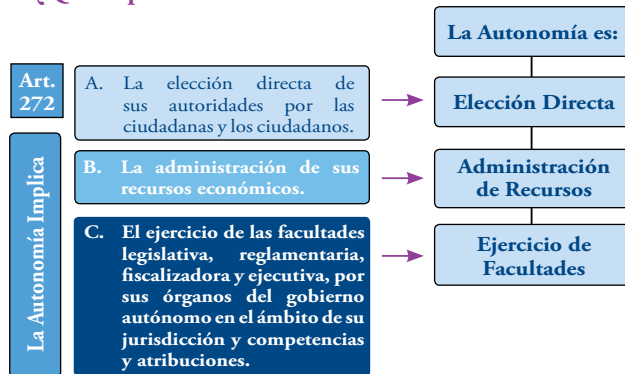 La Autonomía es:
Art.
272
A. La elección directa de
sus autoridades por las
ciudadanas y los ciudadanos.
Elección Directa
La Autonomía Implica
B. La administración de sus
recursos económicos.
Administración
de Recursos
C. El ejercicio de las facultades
legislativa, reglamentaria,
fiscalizadora y ejecutiva, por
sus órganos del gobierno
autónomo en el ámbito de su
jurisdicción y competencias
y atribuciones.
Ejercicio de
Facultades